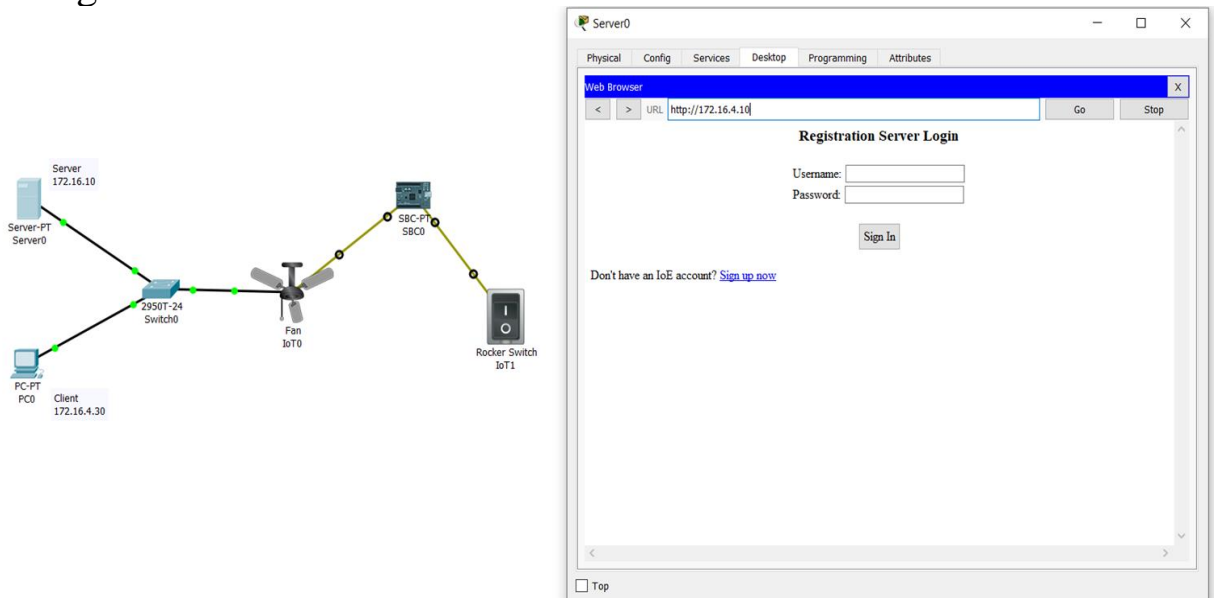 Server
172.16.10
Server-PT
Server0
2950T-24
Switch0
PC-PT
PC0
Client
172.16.4.30
Fan
IoT0
SBC-PT
SBC0
I
O
Rocker Switch
IoT1
Server0
Physical Config Services Desktop Programming Attributes
Web Browser X
< > URL http://172.16.4.10 Go Stop
Registration Server Login
Username:
Password:
Sign In
Don't have an IoE account? Sign up now
Top